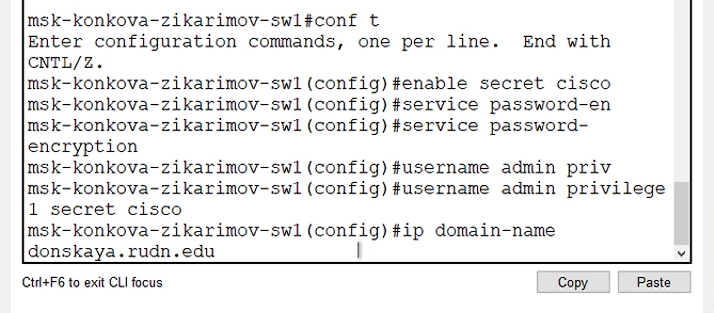 msk-konkova-zikarimov-sw1#conf t
Enter configuration commands, one per line.  End with
CNTL/Z.
msk-konkova-zikarimov-sw1(config)#enable secret cisco
msk-konkova-zikarimov-sw1(config)#service password-en
msk-konkova-zikarimov-sw1(config)#service password-
encryption
msk-konkova-zikarimov-sw1(config)#username admin priv
msk-konkova-zikarimov-sw1(config)#username admin privilege
1 secret cisco
msk-konkova-zikarimov-sw1(config)#ip domain-name
donskaya.rudn.edu
Ctrl+F6 to exit CLI focus
Copy
Paste